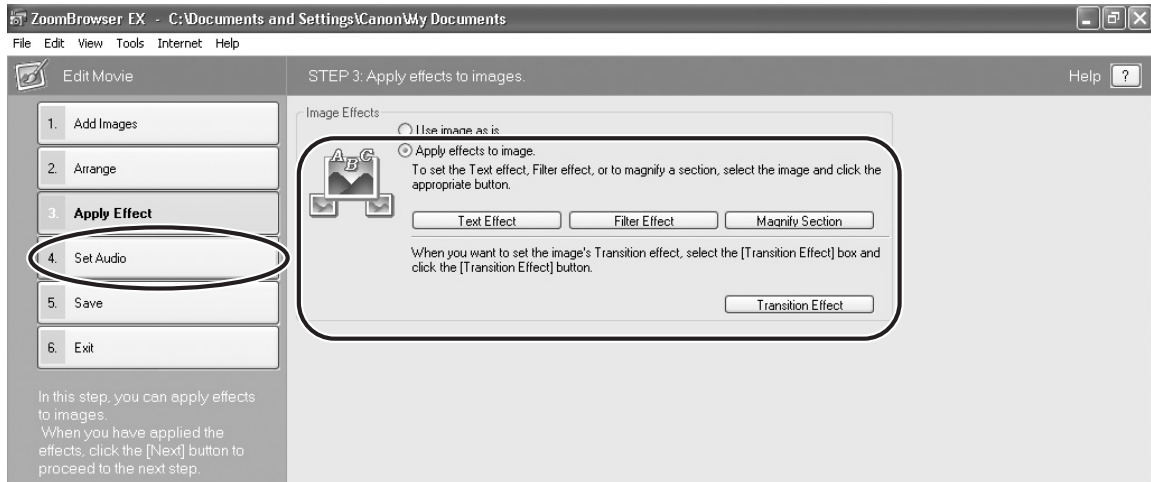 ZoomBrowser EX - C:\Documents and Settings\Canon\My Documents
File Edit View Tools Internet Help
Edit Movie
STEP 3: Apply effects to images.
Help ?
1. Add Images
2. Arrange
3. Apply Effect
4. Set Audio
5. Save
6. Exit
In this step, you can apply effects
to images.
When you have applied the
effects, click the [Next] button to
proceed to the next step.
Image Effects
Use image as is
ABC
Apply effects to image.
To set the Text effect, Filter effect, or to magnify a section, select the image and click the
appropriate button.
Text Effect Filter Effect Magnify Section
When you want to set the image's Transition effect, select the [Transition Effect] box and
click the [Transition Effect] button.
Transition Effect